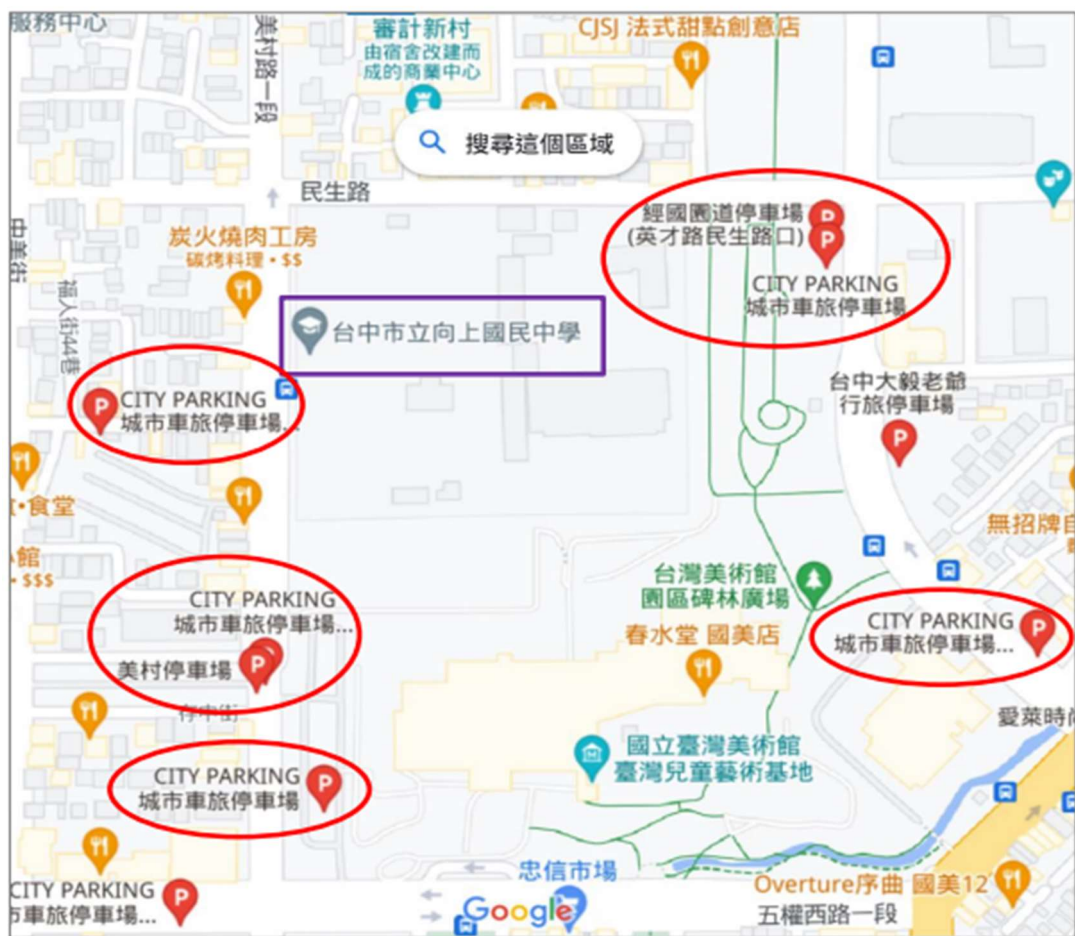 服務中心
美村路一段
審計新村
由宿舍改建而
成的商業中心
CJSJ 法式甜點創意店
搜尋這個區域
民生路
經國園道停車場
(英才路民生路口)
CITY PARKING
城市車旅停車場
中美街
炭火燒肉工房
碳烤料理・$$
福人街44巷
台中市立向上國民中學
台中大毅老爺
行旅停車場
CITY PARKING
城市車旅停車場...
食堂
無招牌自
館
$$$
台灣美術館
園區碑林廣場
CITY PARKING
城市車旅停車場...
美村停車場
存中街
春水堂 國美店
CITY PARKING
城市車旅停車場...
愛萊時尚
國立臺灣美術館
臺灣兒童藝術基地
CITY PARKING
城市車旅停車場
忠信市場
Overture序曲 國美12
五權西路一段
CITY PARKING
市車旅停車場...
Google